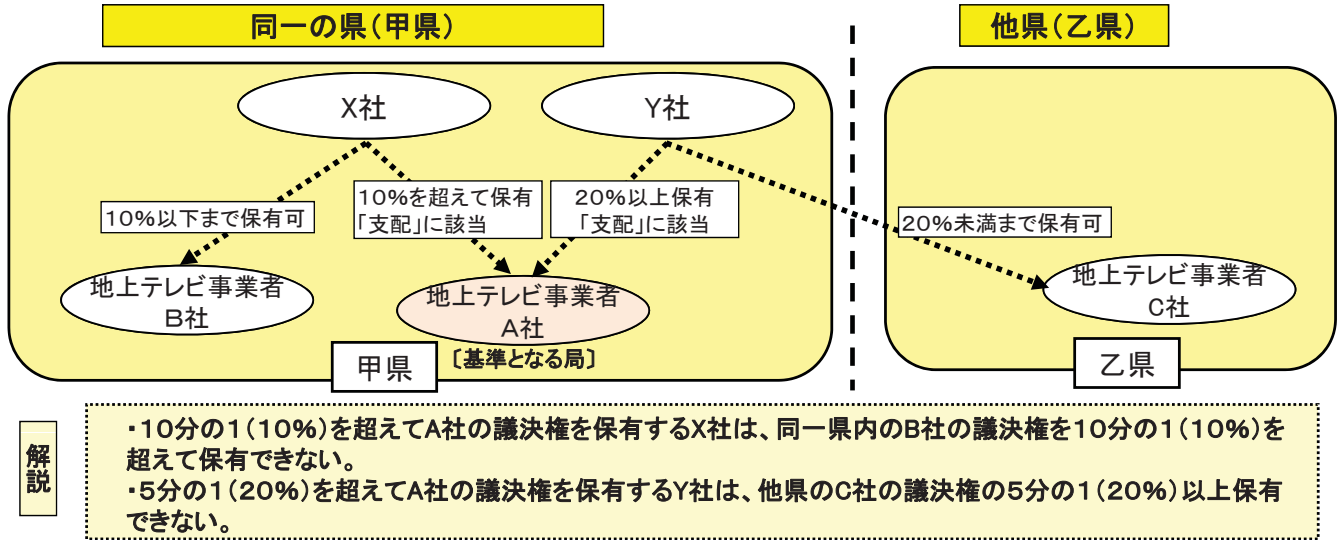 同一の県(甲県)
他県(乙県)
X社
Y社
10%以下まで保有可
10%を超えて保有
「支配」に該当
20%以上保有
「支配」に該当
20%未満まで保有可
地上テレビ事業者
B社
地上テレビ事業者
A社
〔基準となる局〕
地上テレビ事業者
C社
甲県
乙県
解説
・10分の1(10%)を超えてA社の議決権を保有するX社は、同一県内のB社の議決権を10分の1(10%)を
超えて保有できない。
・5分の1(20%)を超えてA社の議決権を保有するY社は、他県のC社の議決権の5分の1(20%)以上保有
できない。